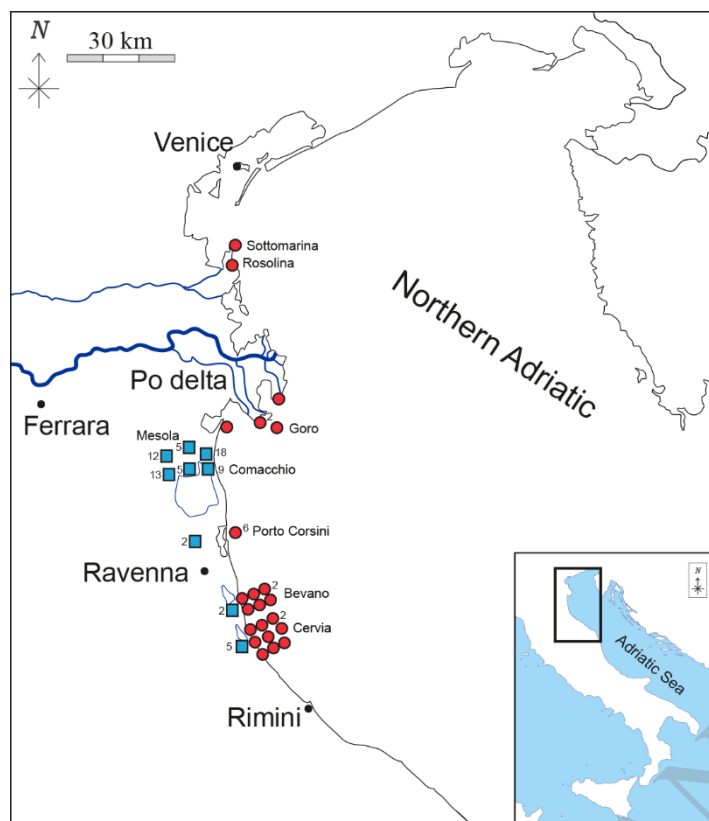 N
30 km
Venice
Sottomarina
Rosolina
Northern Adriatic
Po delta
Ferrara
2
Goro
Mesola
5
12
18
13
5
9
Comacchio
6
Porto Corsini
2
Ravenna
2
Bevano
2
2
Cervia
5
Rimini
N
Adriatic Sea